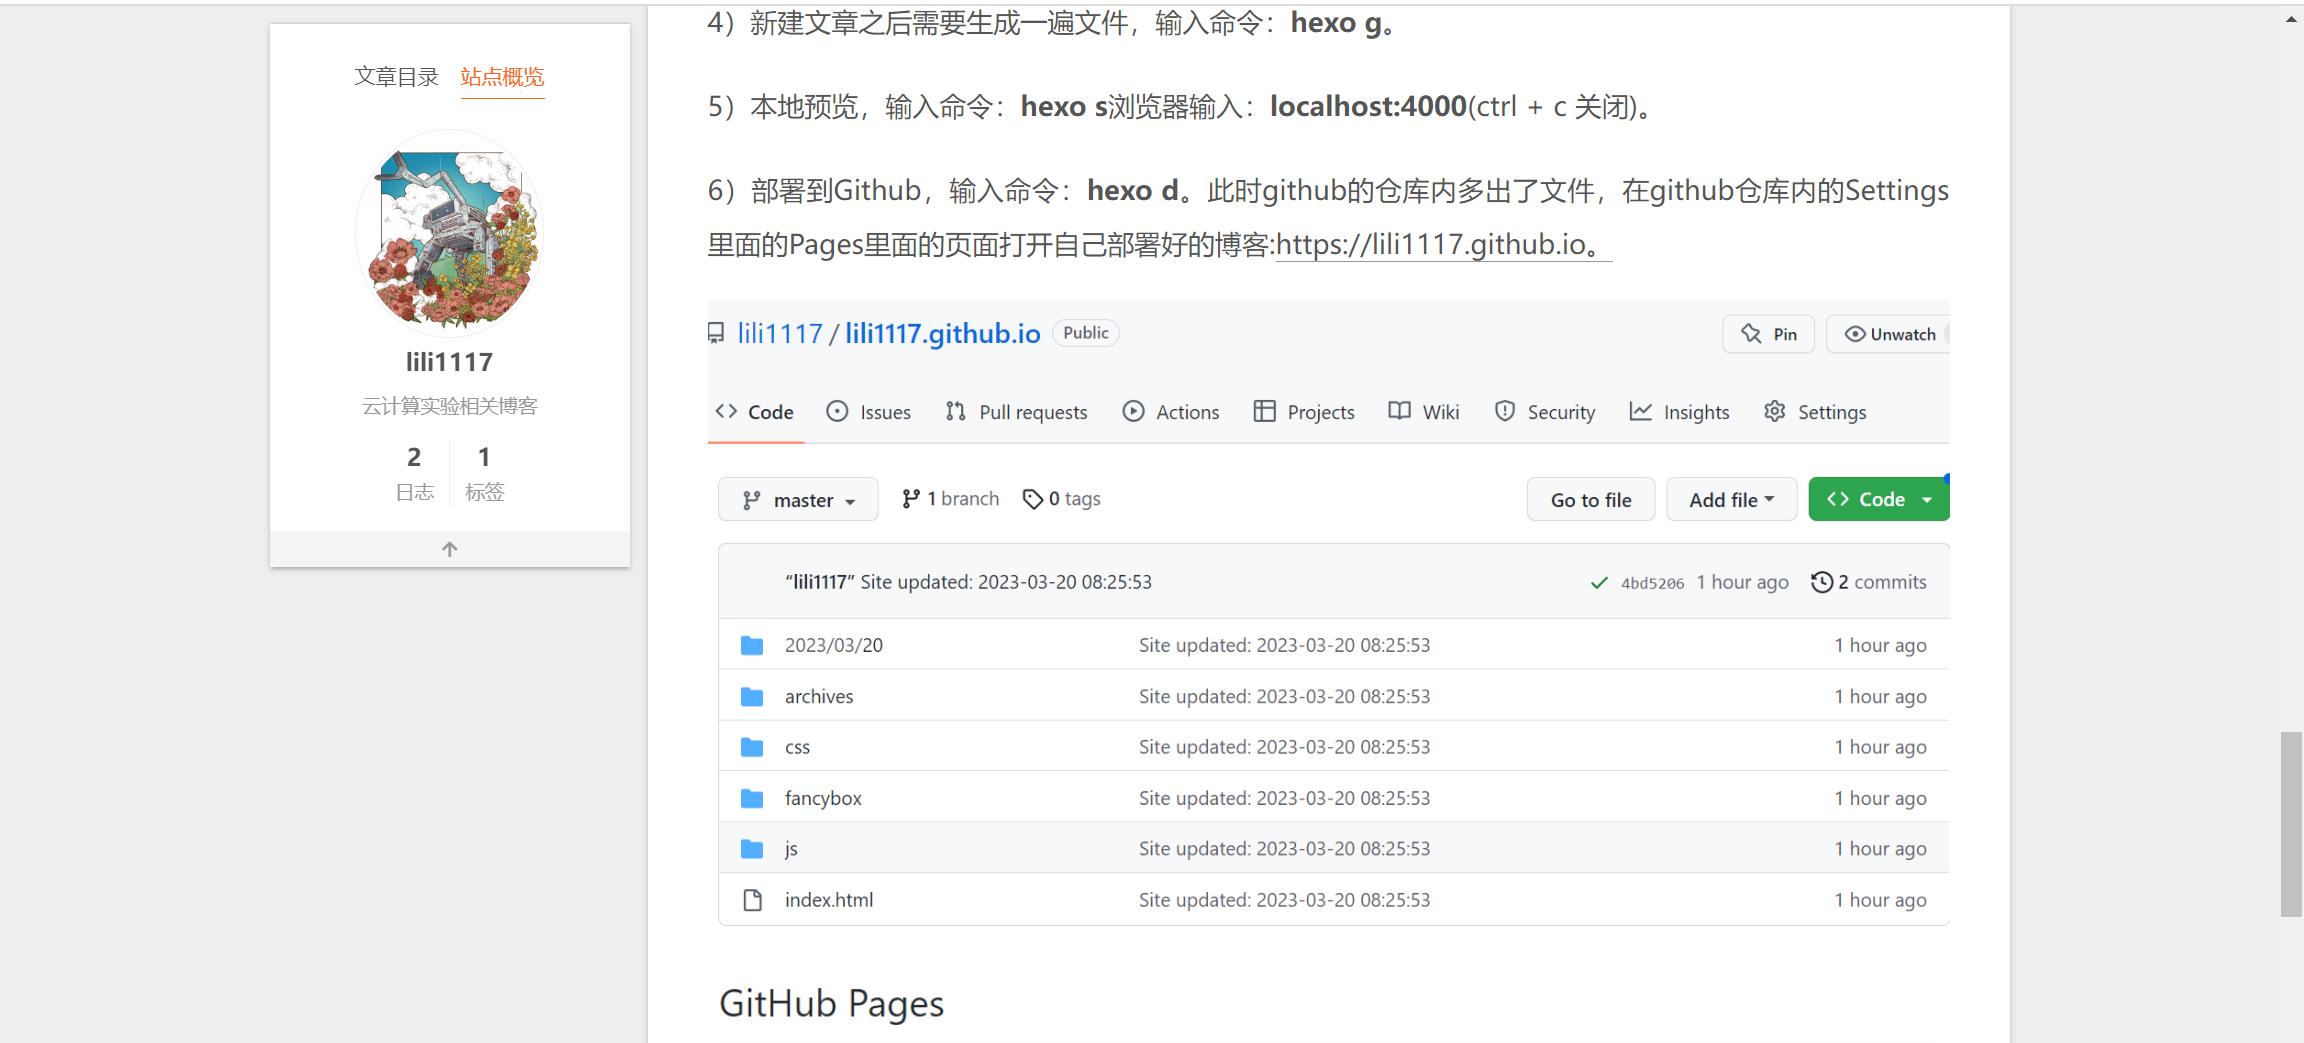 文章目录 站点概览
lili1117
云计算实验相关博客
2 1
日志 标签
4）新建文章之后需要生成一遍文件，输入命令：hexo g。
5）本地预览，输入命令：hexo s浏览器输入：localhost:4000(ctrl + c 关闭)。
6）部署到Github，输入命令：hexo d。此时github的仓库内多出了文件，在github仓库内的Settings
里面的Pages里面的页面打开自己部署好的博客:https://lili1117.github.io。
lili1117 / lili1117.github.io Public Pin Unwatch
Code Issues Pull requests Actions Projects Wiki Security Insights Settings
master 1 branch 0 tags Go to file Add file Code
“lili1117” Site updated: 2023-03-20 08:25:53 4bd5206 1 hour ago 2 commits
2023/03/20 Site updated: 2023-03-20 08:25:53 1 hour ago
archives Site updated: 2023-03-20 08:25:53 1 hour ago
css Site updated: 2023-03-20 08:25:53 1 hour ago
fancybox Site updated: 2023-03-20 08:25:53 1 hour ago
js Site updated: 2023-03-20 08:25:53 1 hour ago
index.html Site updated: 2023-03-20 08:25:53 1 hour ago
GitHub Pages